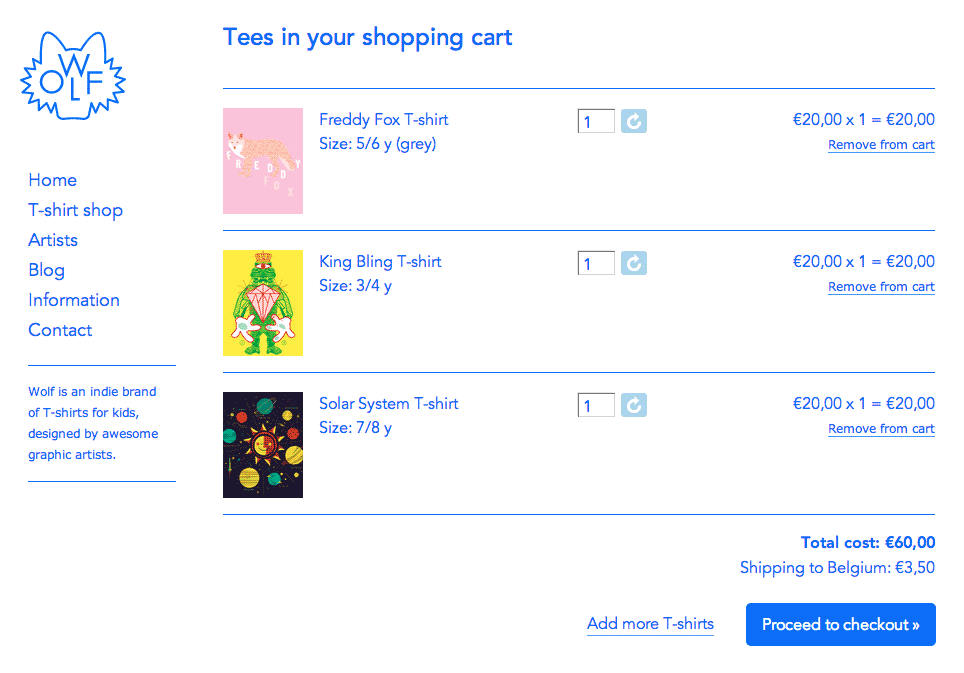 WOLF
Tees in your shopping cart
Home
T-shirt shop
Artists
Blog
Information
Contact
Wolf is an indie brand
of T-shirts for kids,
designed by awesome
graphic artists.
FREDDY
FOX
Freddy Fox T-shirt
Size: 5/6 y (grey)
1
€20,00 x 1 = €20,00
Remove from cart
King Bling T-shirt
Size: 3/4 y
1
€20,00 x 1 = €20,00
Remove from cart
Solar System T-shirt
Size: 7/8 y
1
€20,00 x 1 = €20,00
Remove from cart
Total cost: €60,00
Shipping to Belgium: €3,50
Add more T-shirts
Proceed to checkout »